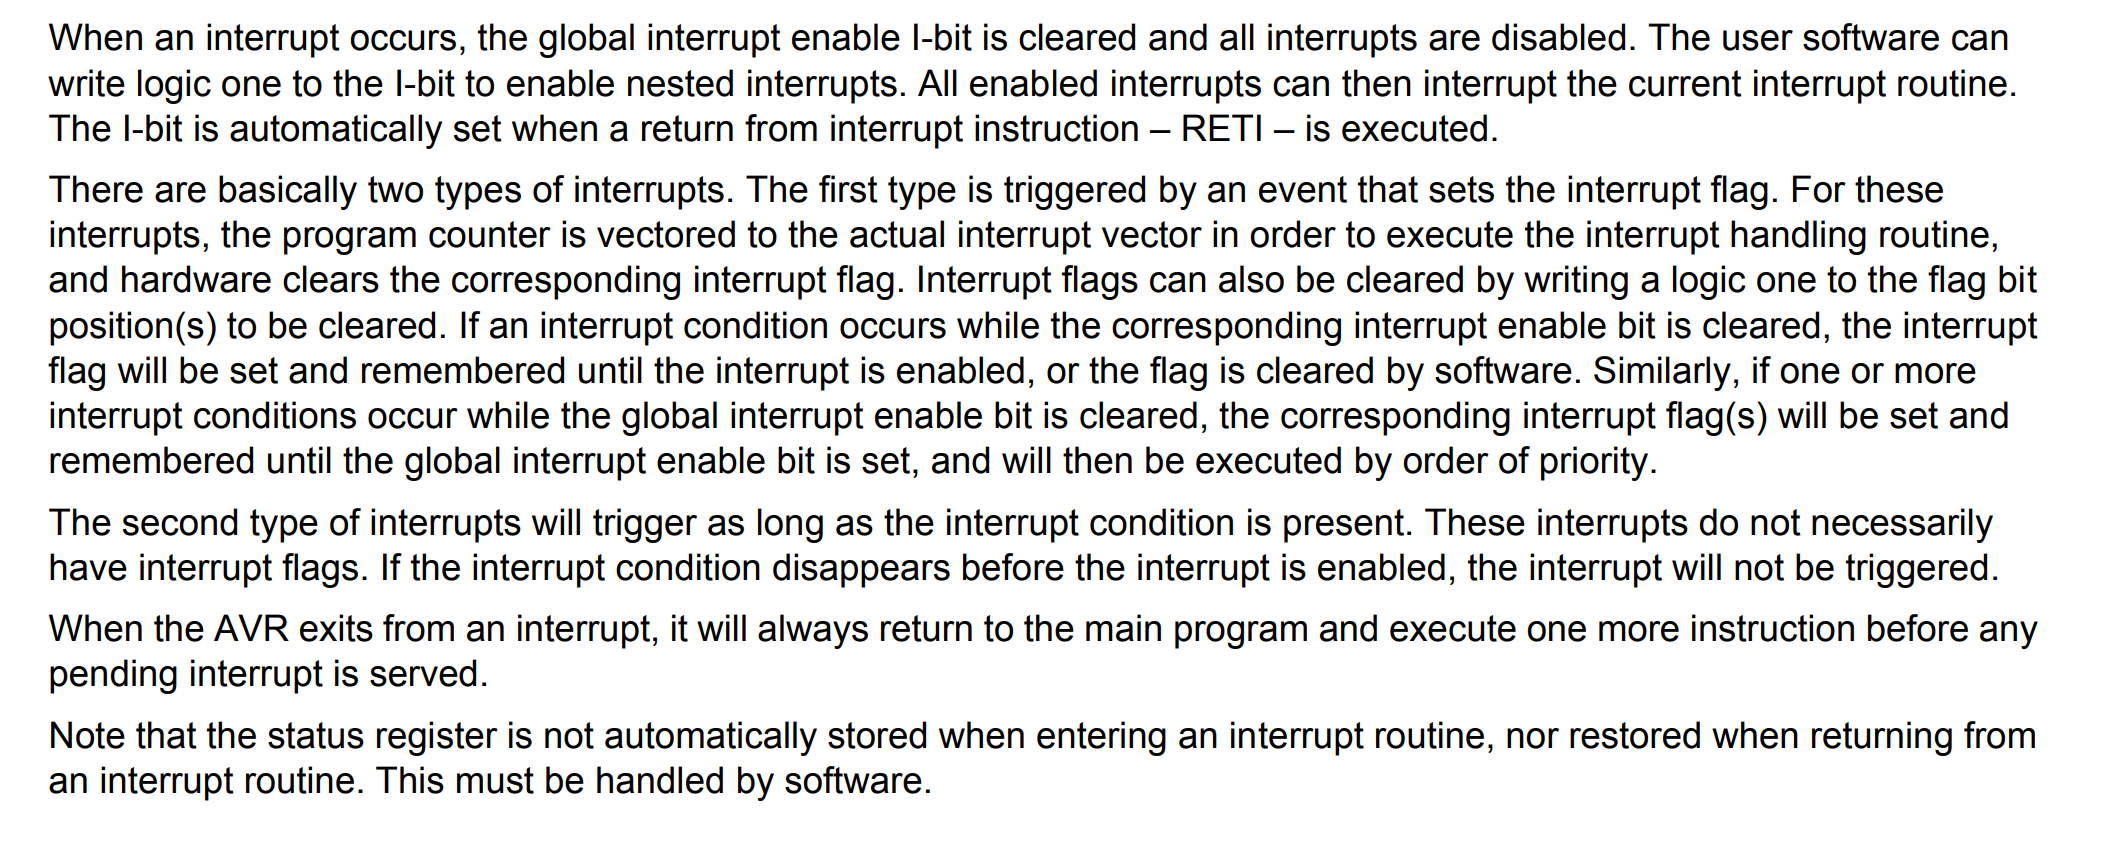 When an interrupt occurs, the global interrupt enable I-bit is cleared and all interrupts are disabled. The user software can
write logic one to the I-bit to enable nested interrupts. All enabled interrupts can then interrupt the current interrupt routine.
The I-bit is automatically set when a return from interrupt instruction – RETI – is executed.
There are basically two types of interrupts. The first type is triggered by an event that sets the interrupt flag. For these
interrupts, the program counter is vectored to the actual interrupt vector in order to execute the interrupt handling routine,
and hardware clears the corresponding interrupt flag. Interrupt flags can also be cleared by writing a logic one to the flag bit
position(s) to be cleared. If an interrupt condition occurs while the corresponding interrupt enable bit is cleared, the interrupt
flag will be set and remembered until the interrupt is enabled, or the flag is cleared by software. Similarly, if one or more
interrupt conditions occur while the global interrupt enable bit is cleared, the corresponding interrupt flag(s) will be set and
remembered until the global interrupt enable bit is set, and will then be executed by order of priority.
The second type of interrupts will trigger as long as the interrupt condition is present. These interrupts do not necessarily
have interrupt flags. If the interrupt condition disappears before the interrupt is enabled, the interrupt will not be triggered.
When the AVR exits from an interrupt, it will always return to the main program and execute one more instruction before any
pending interrupt is served.
Note that the status register is not automatically stored when entering an interrupt routine, nor restored when returning from
an interrupt routine. This must be handled by software.